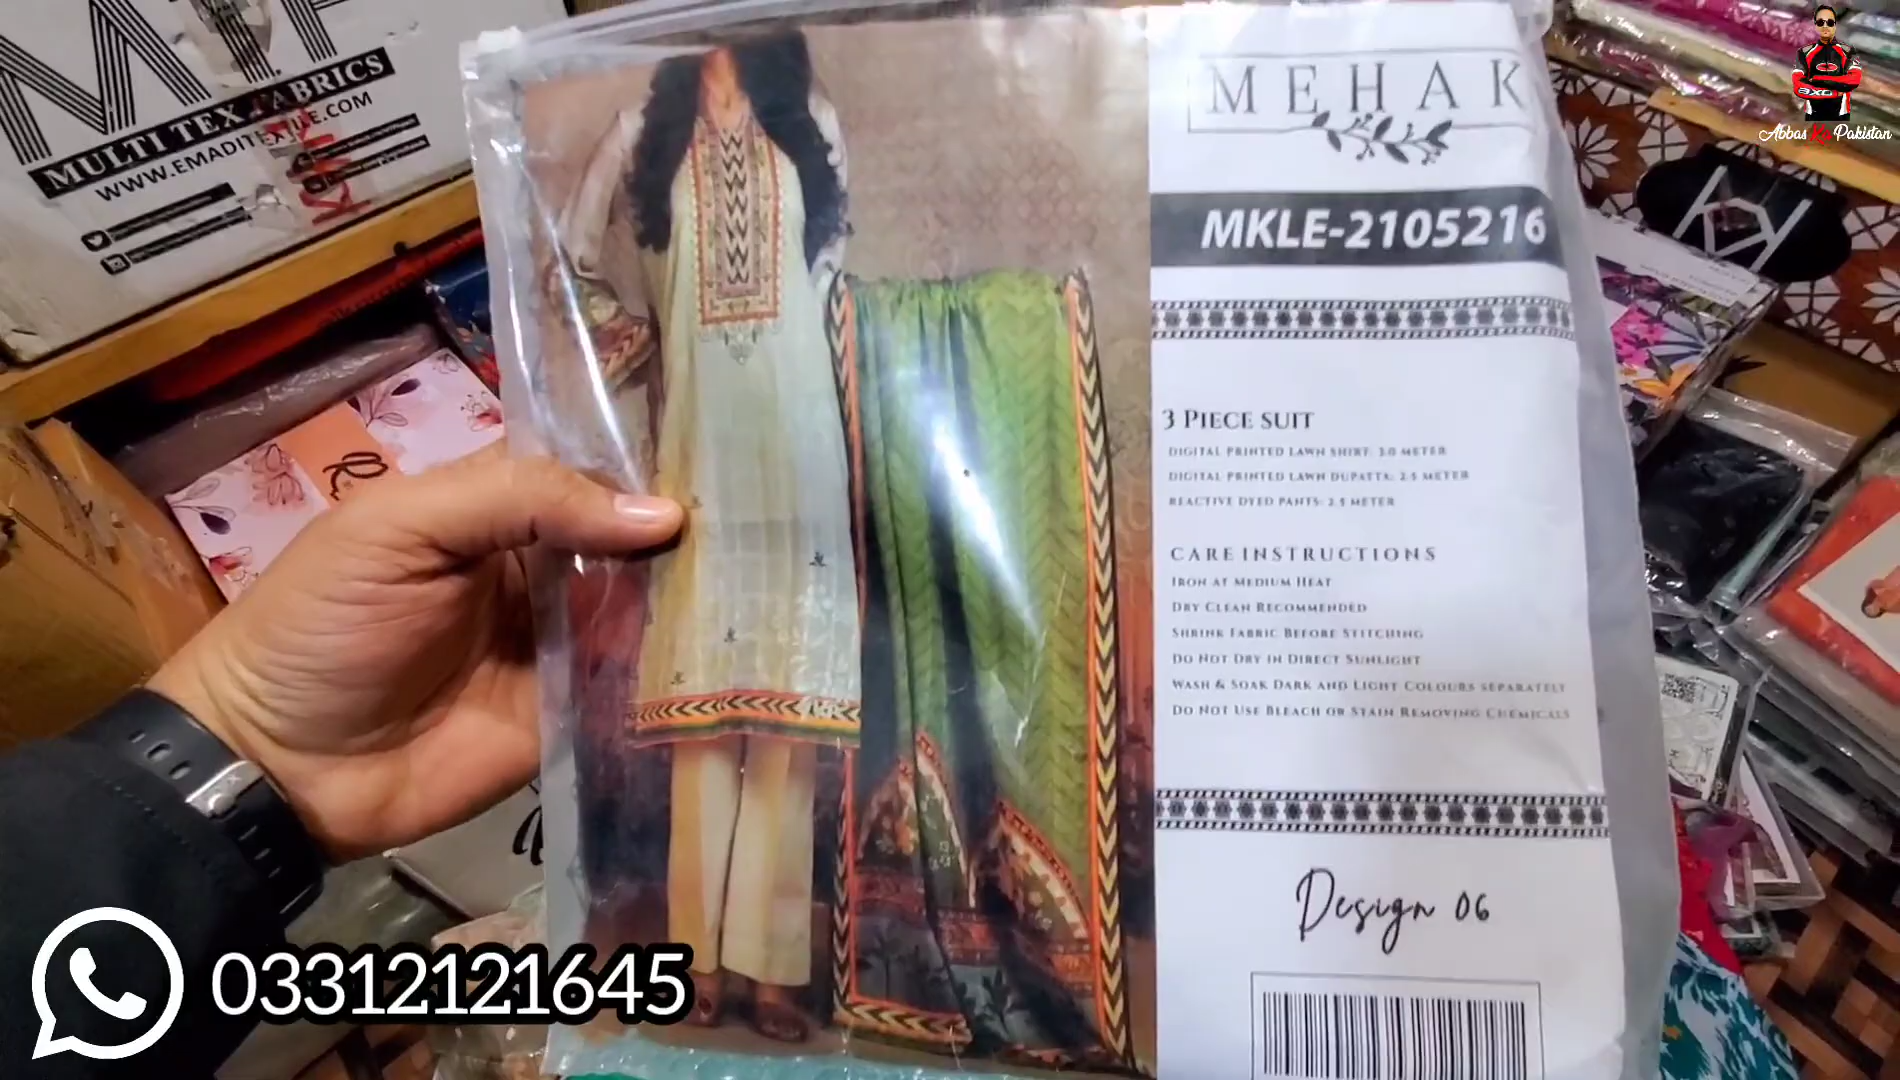 MULTI TEX FABRICS
WWW.EMADITEXTILE.COM
Abbas Ka Pakistan
MEHAK
MKLE-2105216
3 PIECE SUIT
DIGITAL PRINTED LAWN SHIRT: 3.0 METER
DIGITAL PRINTED LAWN DUPATTA: 2.5 METER
REACTIVE DYED PANTS: 2.5 METER
CARE INSTRUCTIONS
IRON AT MEDIUM HEAT
DRY CLEAN RECOMMENDED
SHRINK FABRIC BEFORE STITCHING
DO NOT DRY IN DIRECT SUNLIGHT
WASH & SOAK DARK AND LIGHT COLOURS SEPARATELY
DO NOT USE BLEACH OR STAIN REMOVING CHEMICALS
Design 06
03312121645